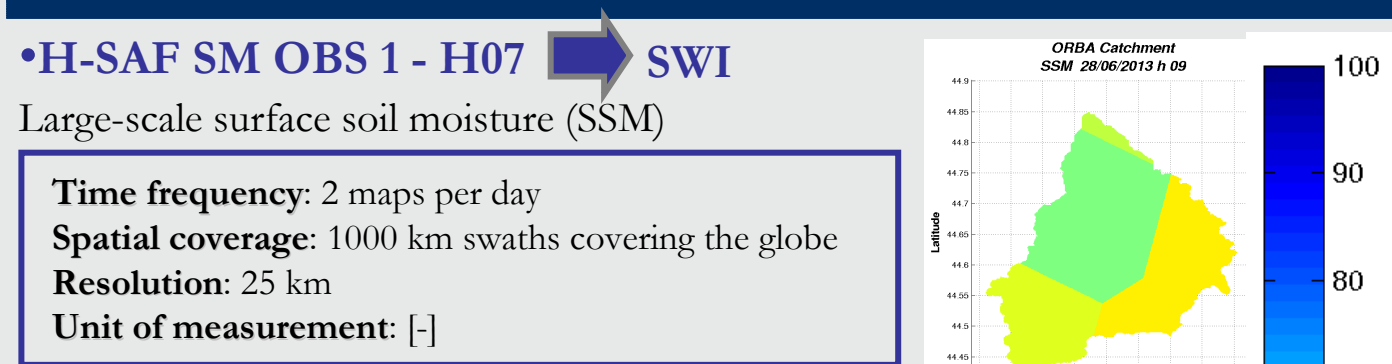 •H-SAF SM OBS 1 - H07 SWI
Large-scale surface soil moisture (SSM)
Time frequency: 2 maps per day
Spatial coverage: 1000 km swaths covering the globe
Resolution: 25 km
Unit of measurement: [-]
ORBA Catchment
SSM 28/06/2013 h 09
44.9
44.85
44.8
44.75
44.7
44.65
44.6
44.55
44.5
44.45
Latitude
100
90
80